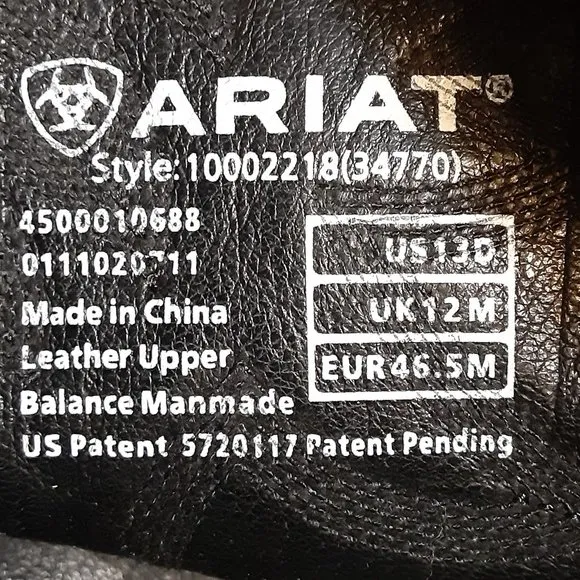 ARIAT®
Style: 10002218(34770)
4500010688
Made in China
Leather Upper
Balance Manmade
US Patent 5720117 Patent Pending
US 13D
UK 12 M
EUR 46.5 M